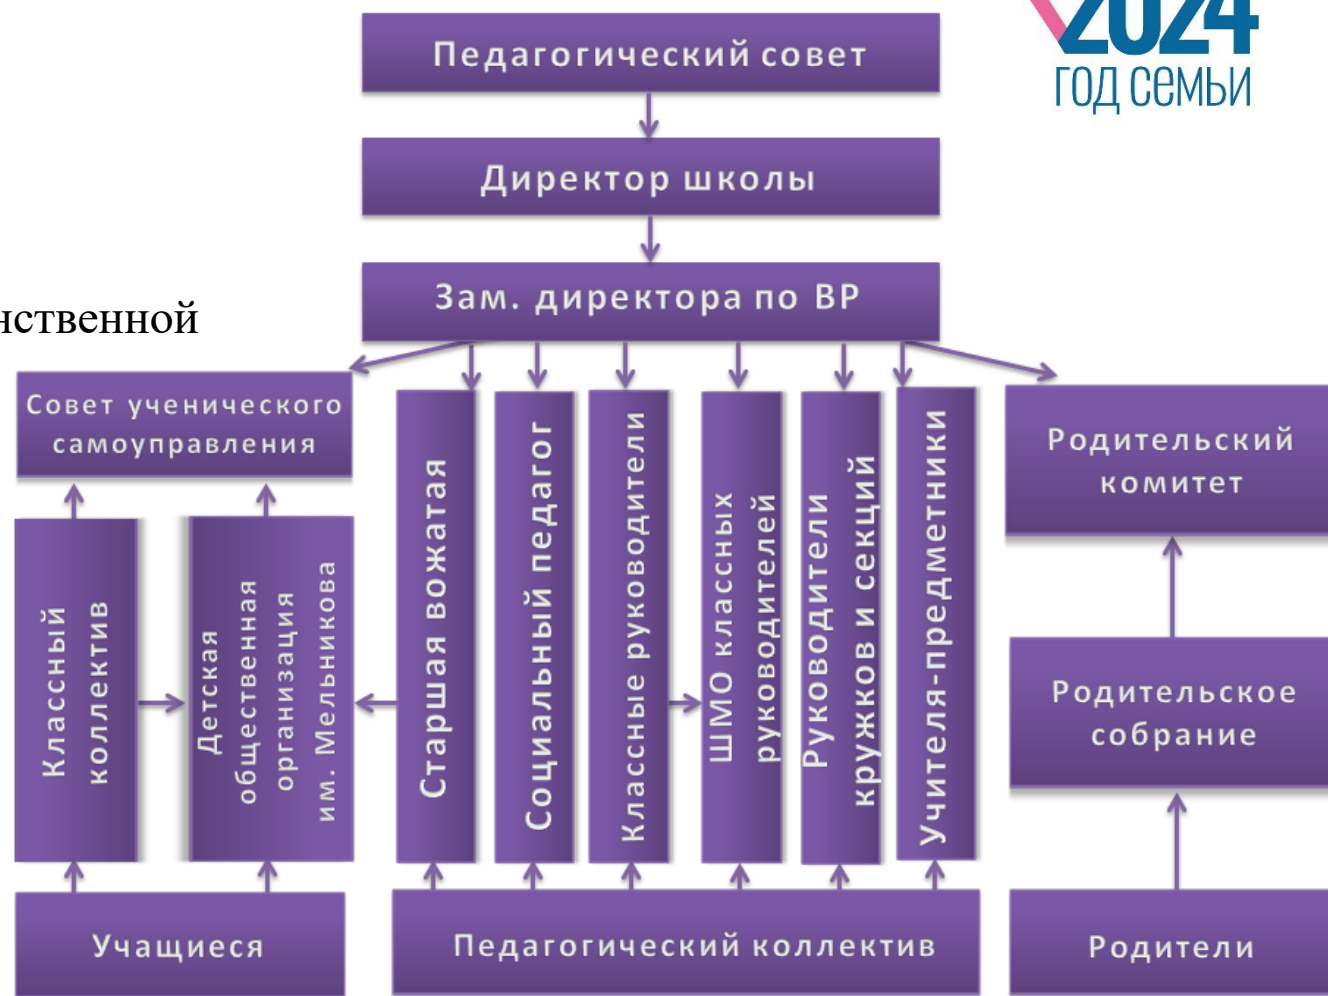 2024
ГОД СЕМЬИ
Педагогический совет
Директор школы
Зам. директора по ВР
нственной
Совет ученического
самоуправления
Классный
коллектив
Детская
общественная
организация
им. Мельникова
Старшая вожатая
Социальный педагог
Классные руководители
ШМО классных
руководителей
Руководители
кружков и секций
Учителя-предметники
Родительский
комитет
Родительское
собрание
Учащиеся
Педагогический коллектив
Родители